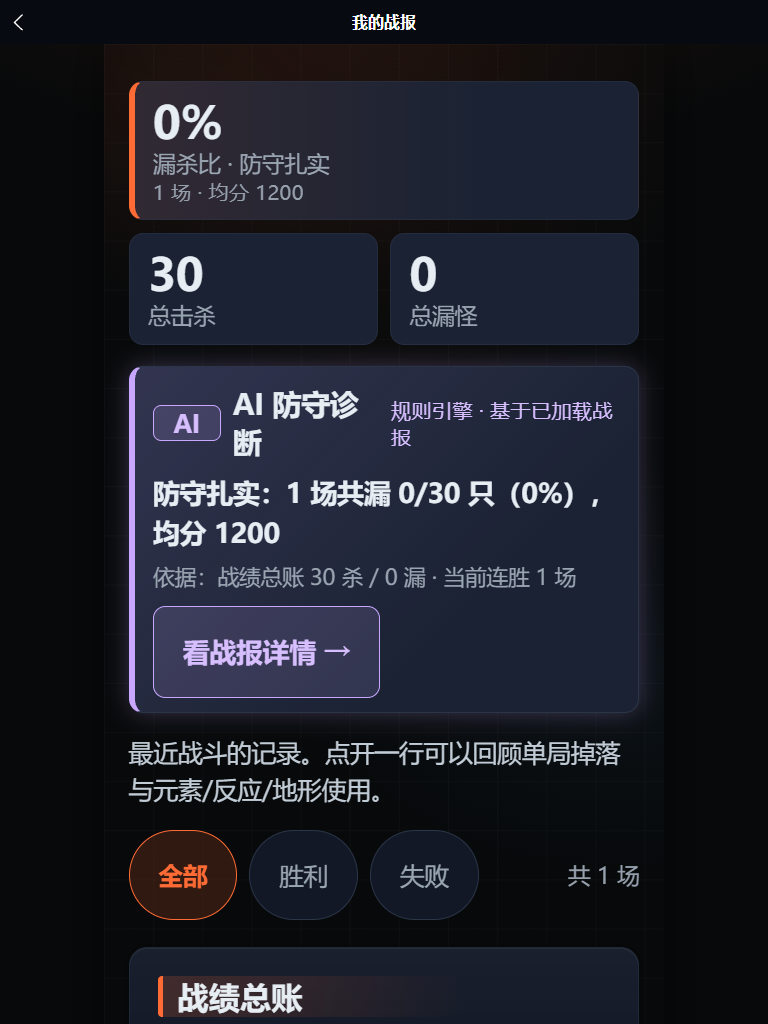 我的战报
0%
漏杀比 · 防守扎实
1 场 · 均分 1200
30
总击杀
0
总漏怪
AI
AI 防守诊
断
规则引擎 · 基于已加载战
报
防守扎实：1 场共漏 0/30 只（0%），
均分 1200
依据：战绩总账 30 杀 / 0 漏 · 当前连胜 1 场
看战报详情 →
最近战斗的记录。点开一行可以回顾单局掉落
与元素/反应/地形使用。
全部
胜利
失败
共 1 场
战绩总账